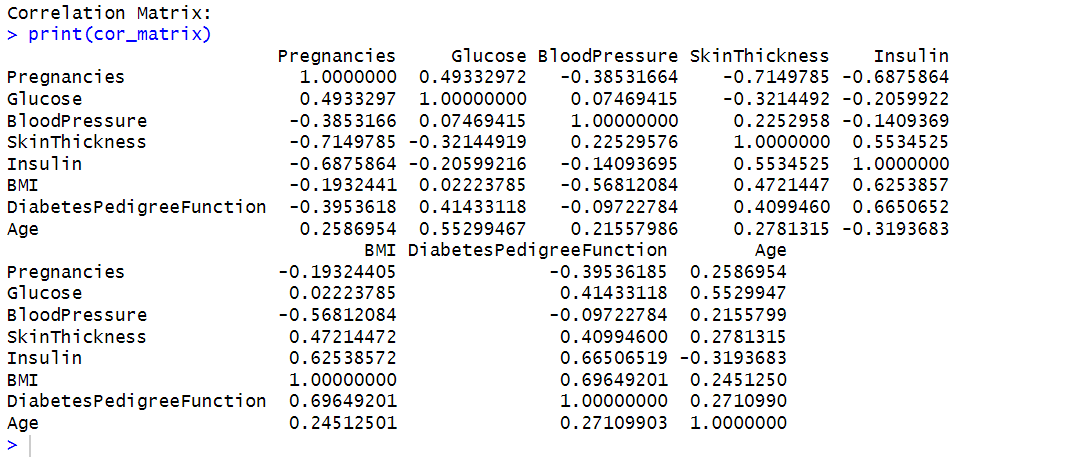 Correlation Matrix:
> print(cor_matrix)
                         Pregnancies     Glucose BloodPressure SkinThickness    Insulin
Pregnancies                1.0000000  0.49332972   -0.38531664    -0.7149785 -0.6875864
Glucose                    0.4933297  1.00000000    0.07469415    -0.3214492 -0.2059922
BloodPressure             -0.3853166  0.07469415    1.00000000     0.2252958 -0.1409369
SkinThickness             -0.7149785 -0.32144919    0.22529576     1.0000000  0.5534525
Insulin                   -0.6875864 -0.20599216   -0.14093695     0.5534525  1.0000000
BMI                       -0.1932441  0.02223785   -0.56812084     0.4721447  0.6253857
DiabetesPedigreeFunction  -0.3953618  0.41433118   -0.09722784     0.4099460  0.6650652
Age                        0.2586954  0.55299467    0.21557986     0.2781315 -0.3193683
                                 BMI DiabetesPedigreeFunction        Age
Pregnancies              -0.19324405              -0.39536185  0.2586954
Glucose                   0.02223785               0.41433118  0.5529947
BloodPressure            -0.56812084              -0.09722784  0.2155799
SkinThickness             0.47214472               0.40994600  0.2781315
Insulin                   0.62538572               0.66506519 -0.3193683
BMI                       1.00000000               0.69649201  0.2451250
DiabetesPedigreeFunction  0.69649201               1.00000000  0.2710990
Age                       0.24512501               0.27109903  1.0000000
>